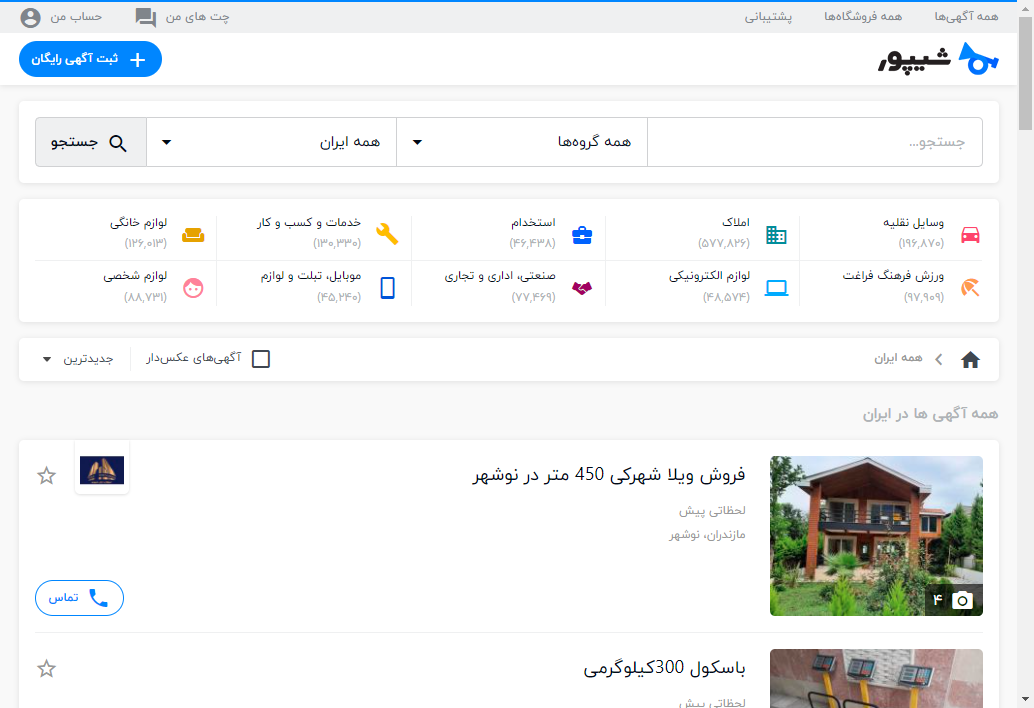 همه آگهی‌ها
همه فروشگاه‌ها
پشتیبانی
چت های من
حساب من
شیپور
ثبت آگهی رایگان
جستجو...
همه گروه‌ها
همه ایران
جستجو
وسایل نقلیه
(۱۹۶,۸۷۰)
املاک
(۵۷۷,۸۲۶)
استخدام
(۴۶,۴۳۸)
خدمات و کسب و کار
(۱۳۰,۳۳۰)
لوازم خانگی
(۱۲۶,۰۱۳)
ورزش فرهنگ فراغت
(۹۷,۹۰۹)
لوازم الکترونیکی
(۴۸,۵۷۴)
صنعتی، اداری و تجاری
(۷۷,۴۶۹)
موبایل، تبلت و لوازم
(۴۵,۲۴۰)
لوازم شخصی
(۸۸,۷۳۱)
همه ایران
آگهی‌های عکس‌دار
جدیدترین
همه آگهی ها در ایران
فروش ویلا شهرکی 450 متر در نوشهر
لحظاتی پیش
مازندران، نوشهر
۴
تماس
باسکول 300کیلوگرمی
لحظاتی پیش